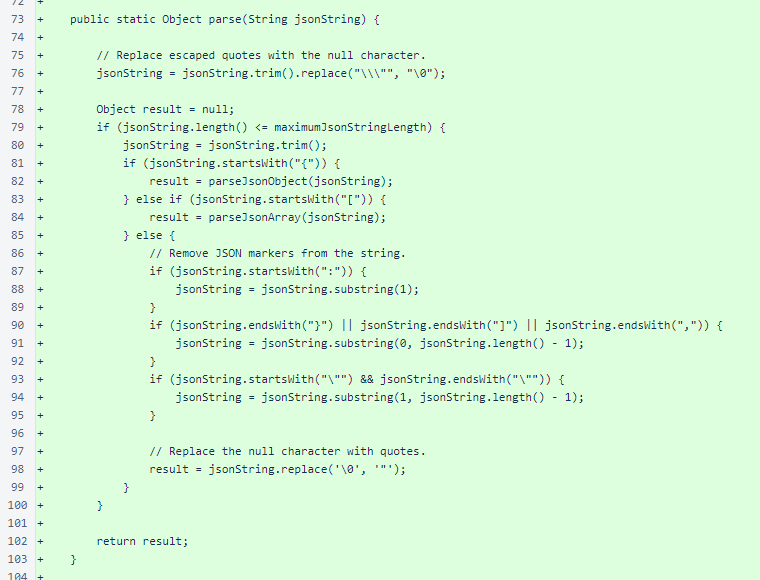 72 +
73 + public static Object parse(String jsonString) {
74 +
75 + // Replace escaped quotes with the null character.
76 + jsonString = jsonString.trim().replace("\\\"", "\0");
77 +
78 + Object result = null;
79 + if (jsonString.length() <= maximumJsonStringLength) {
80 + jsonString = jsonString.trim();
81 + if (jsonString.startsWith("{")) {
82 + result = parseJsonObject(jsonString);
83 + } else if (jsonString.startsWith("[")) {
84 + result = parseJsonArray(jsonString);
85 + } else {
86 + // Remove JSON markers from the string.
87 + if (jsonString.startsWith(":")) {
88 + jsonString = jsonString.substring(1);
89 + }
90 + if (jsonString.endsWith("}") || jsonString.endsWith("]") || jsonString.endsWith(",")) {
91 + jsonString = jsonString.substring(0, jsonString.length() - 1);
92 + }
93 + if (jsonString.startsWith("\"") && jsonString.endsWith("\"")) {
94 + jsonString = jsonString.substring(1, jsonString.length() - 1);
95 + }
96 +
97 + // Replace the null character with quotes.
98 + result = jsonString.replace('\0', '"');
99 + }
100 + }
101 +
102 + return result;
103 + }
104 +